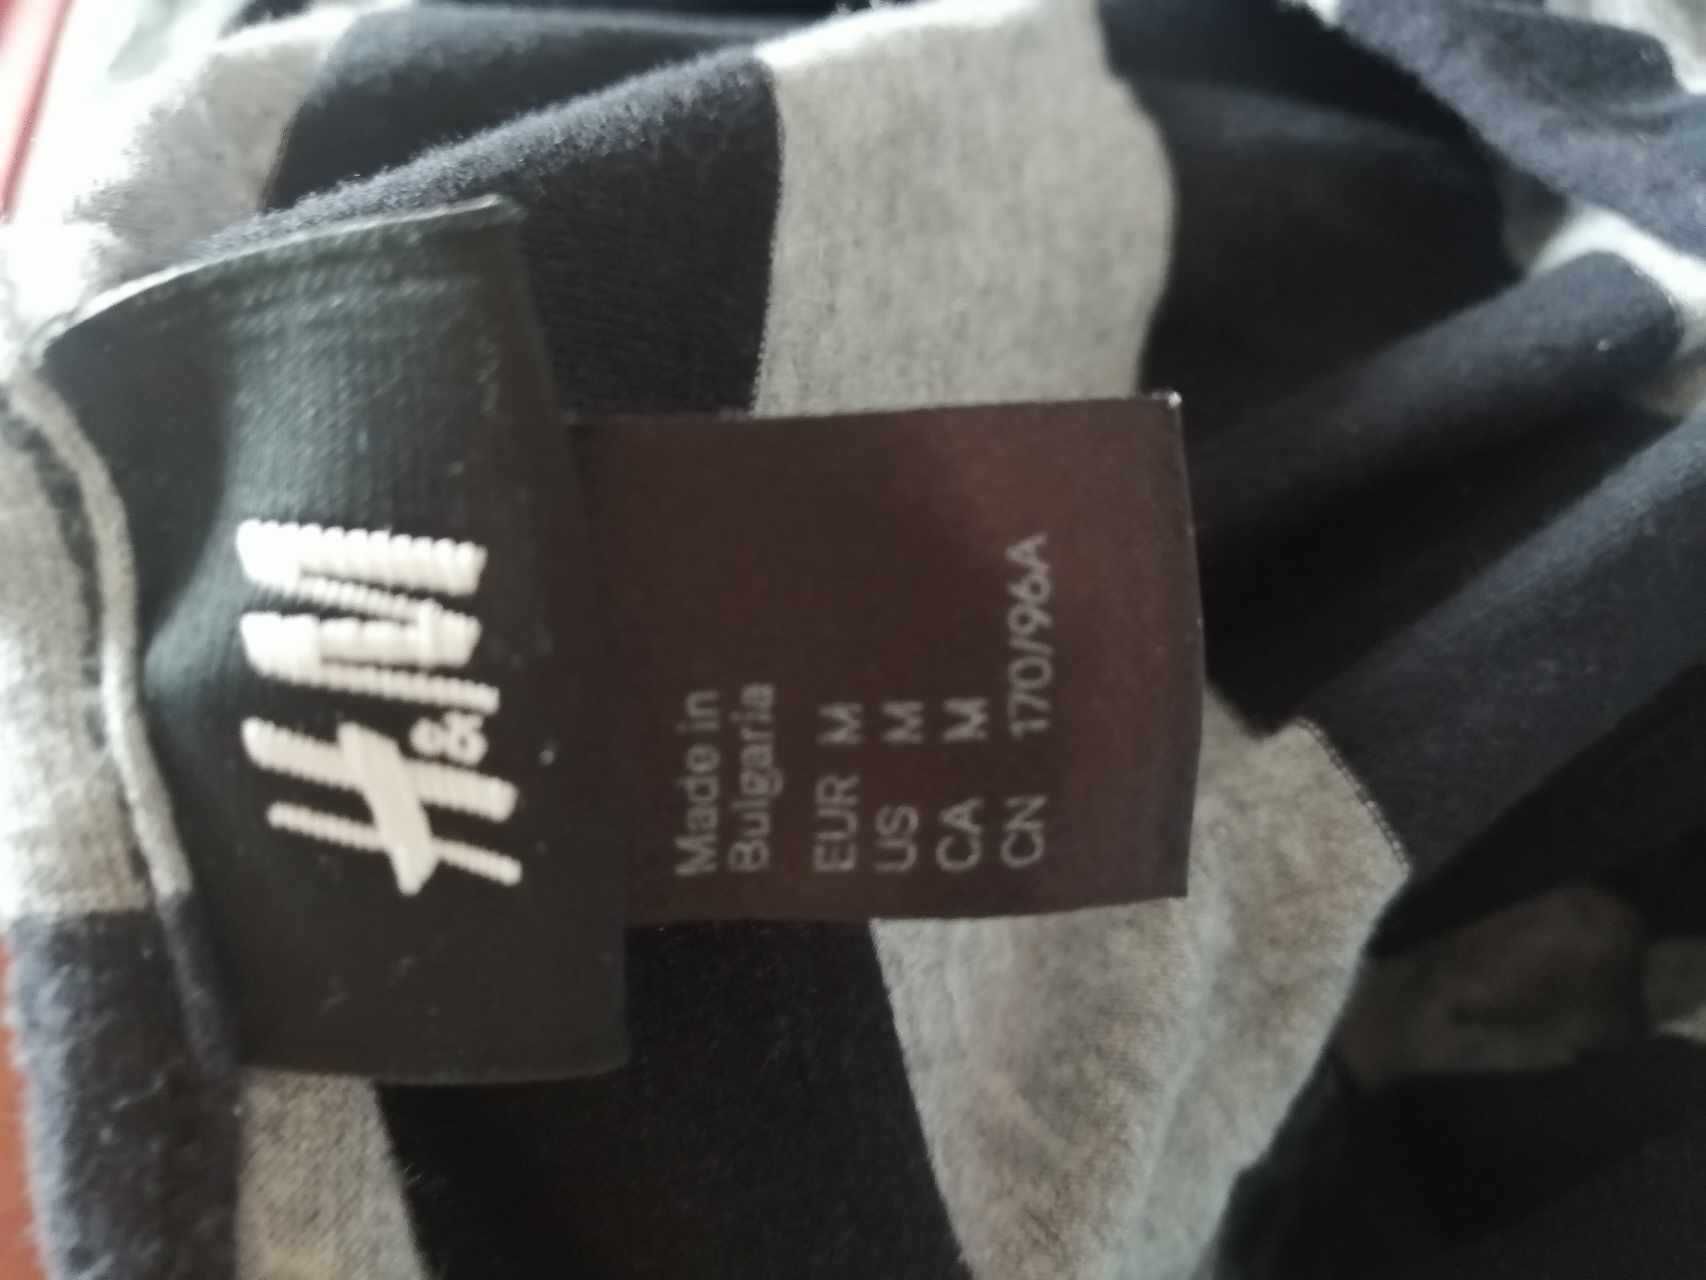 H&M
Made in
Bulgaria
EUR M
US M
CA M
CN 170/96A